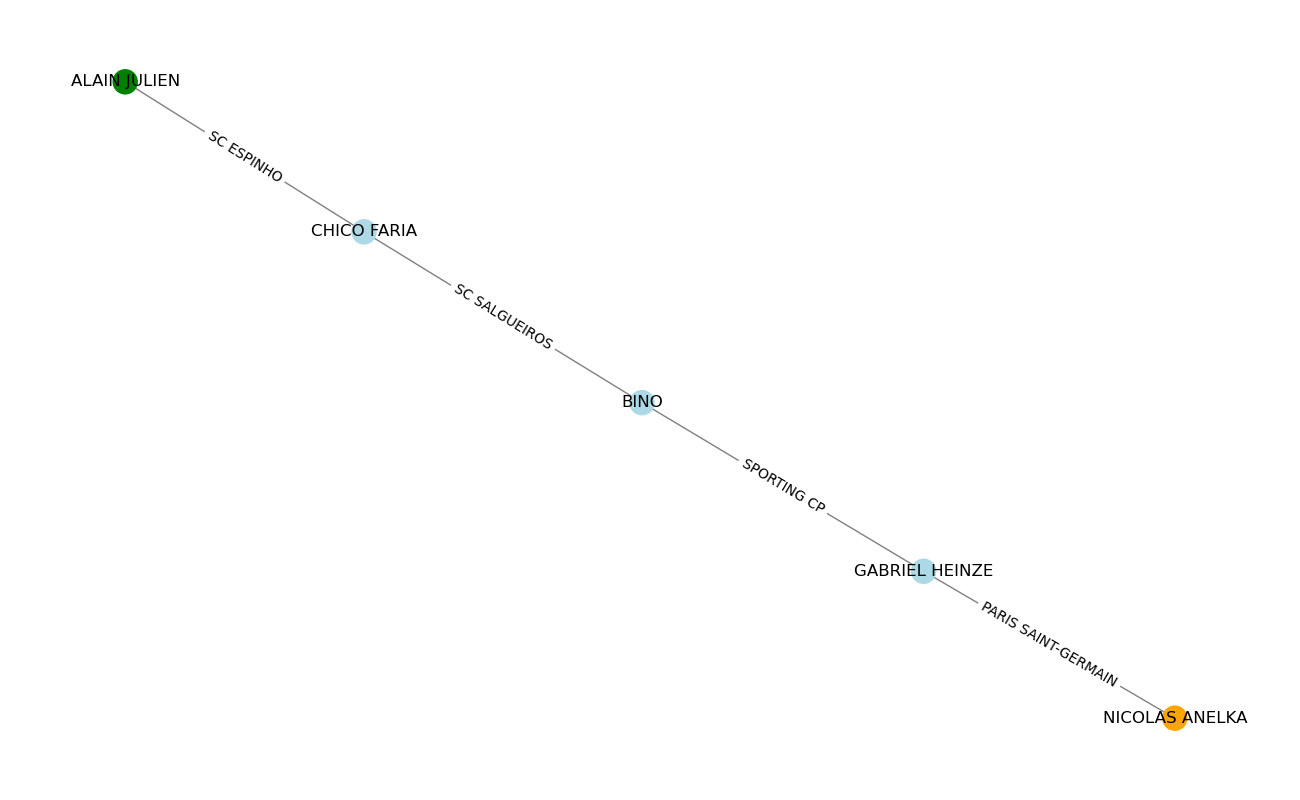 ALAIN JULIEN
SC ESPINHO
CHICO FARIA
SC SALGUEIROS
BINO
SPORTING CP
GABRIEL HEINZE
PARIS SAINT-GERMAIN
NICOLAS ANELKA